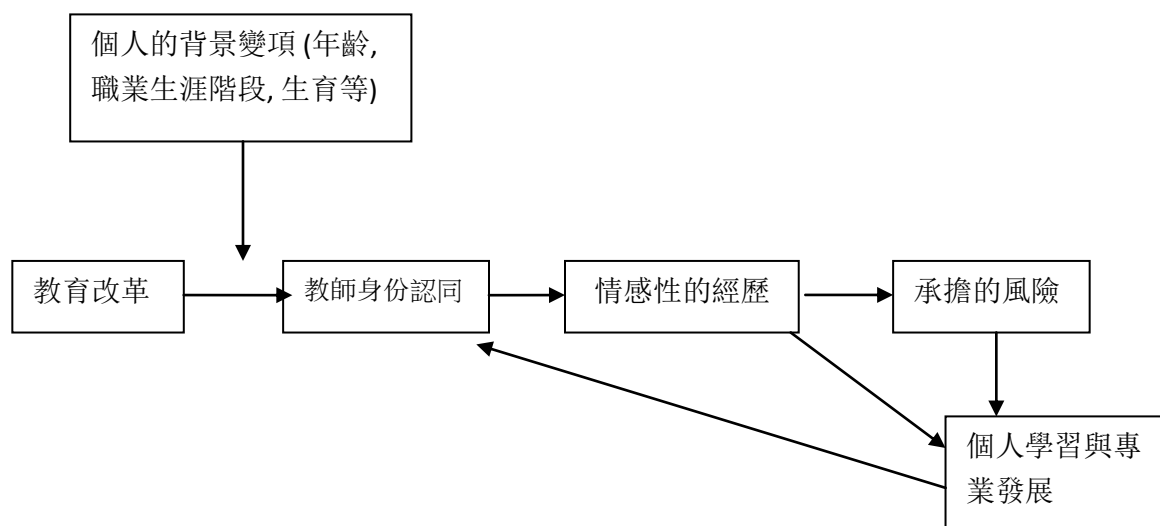 個人的背景變項 (年齡,
職業生涯階段, 生育等)
教育改革
教師身份認同
情感性的經歷
承擔的風險
個人學習與專
業發展